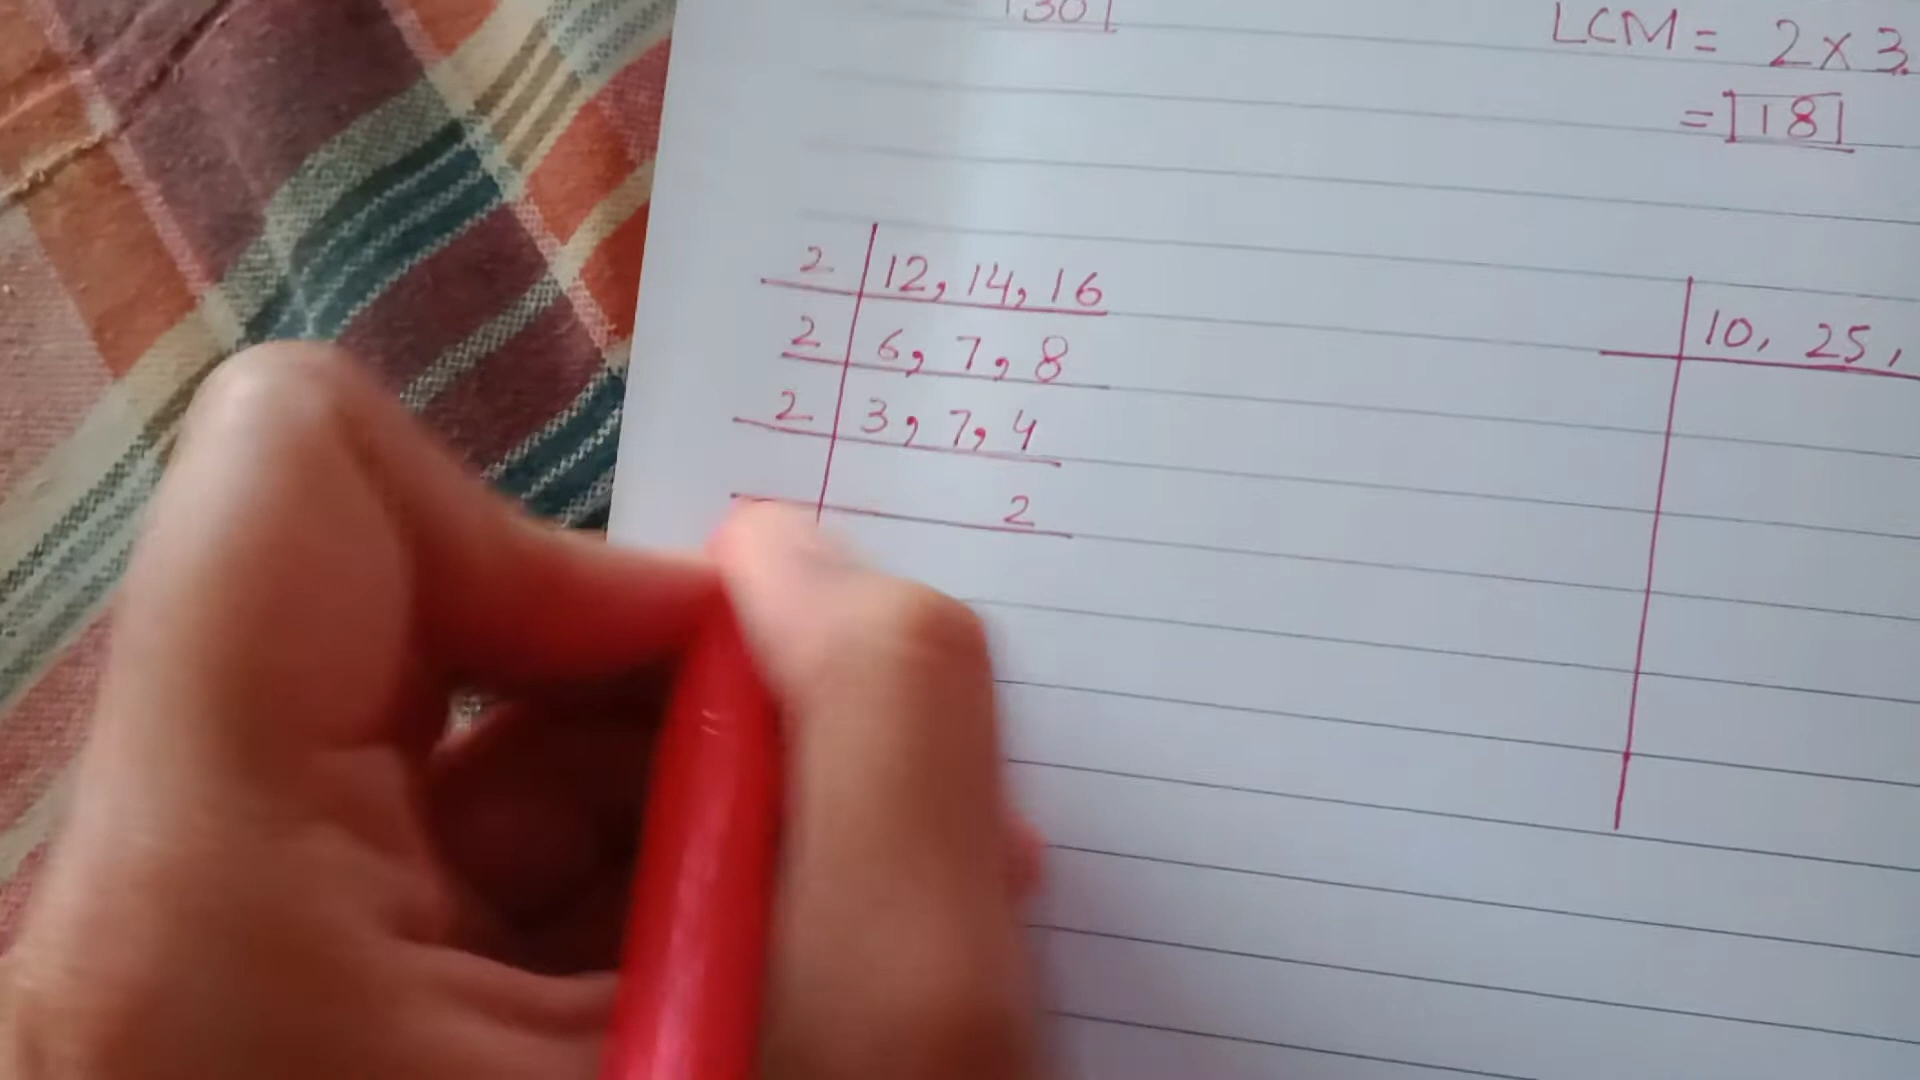 30
LCM = 2 x 3
= 18
2 12, 14, 16
2 6, 7, 8
2 3, 7, 4
2
10, 25,